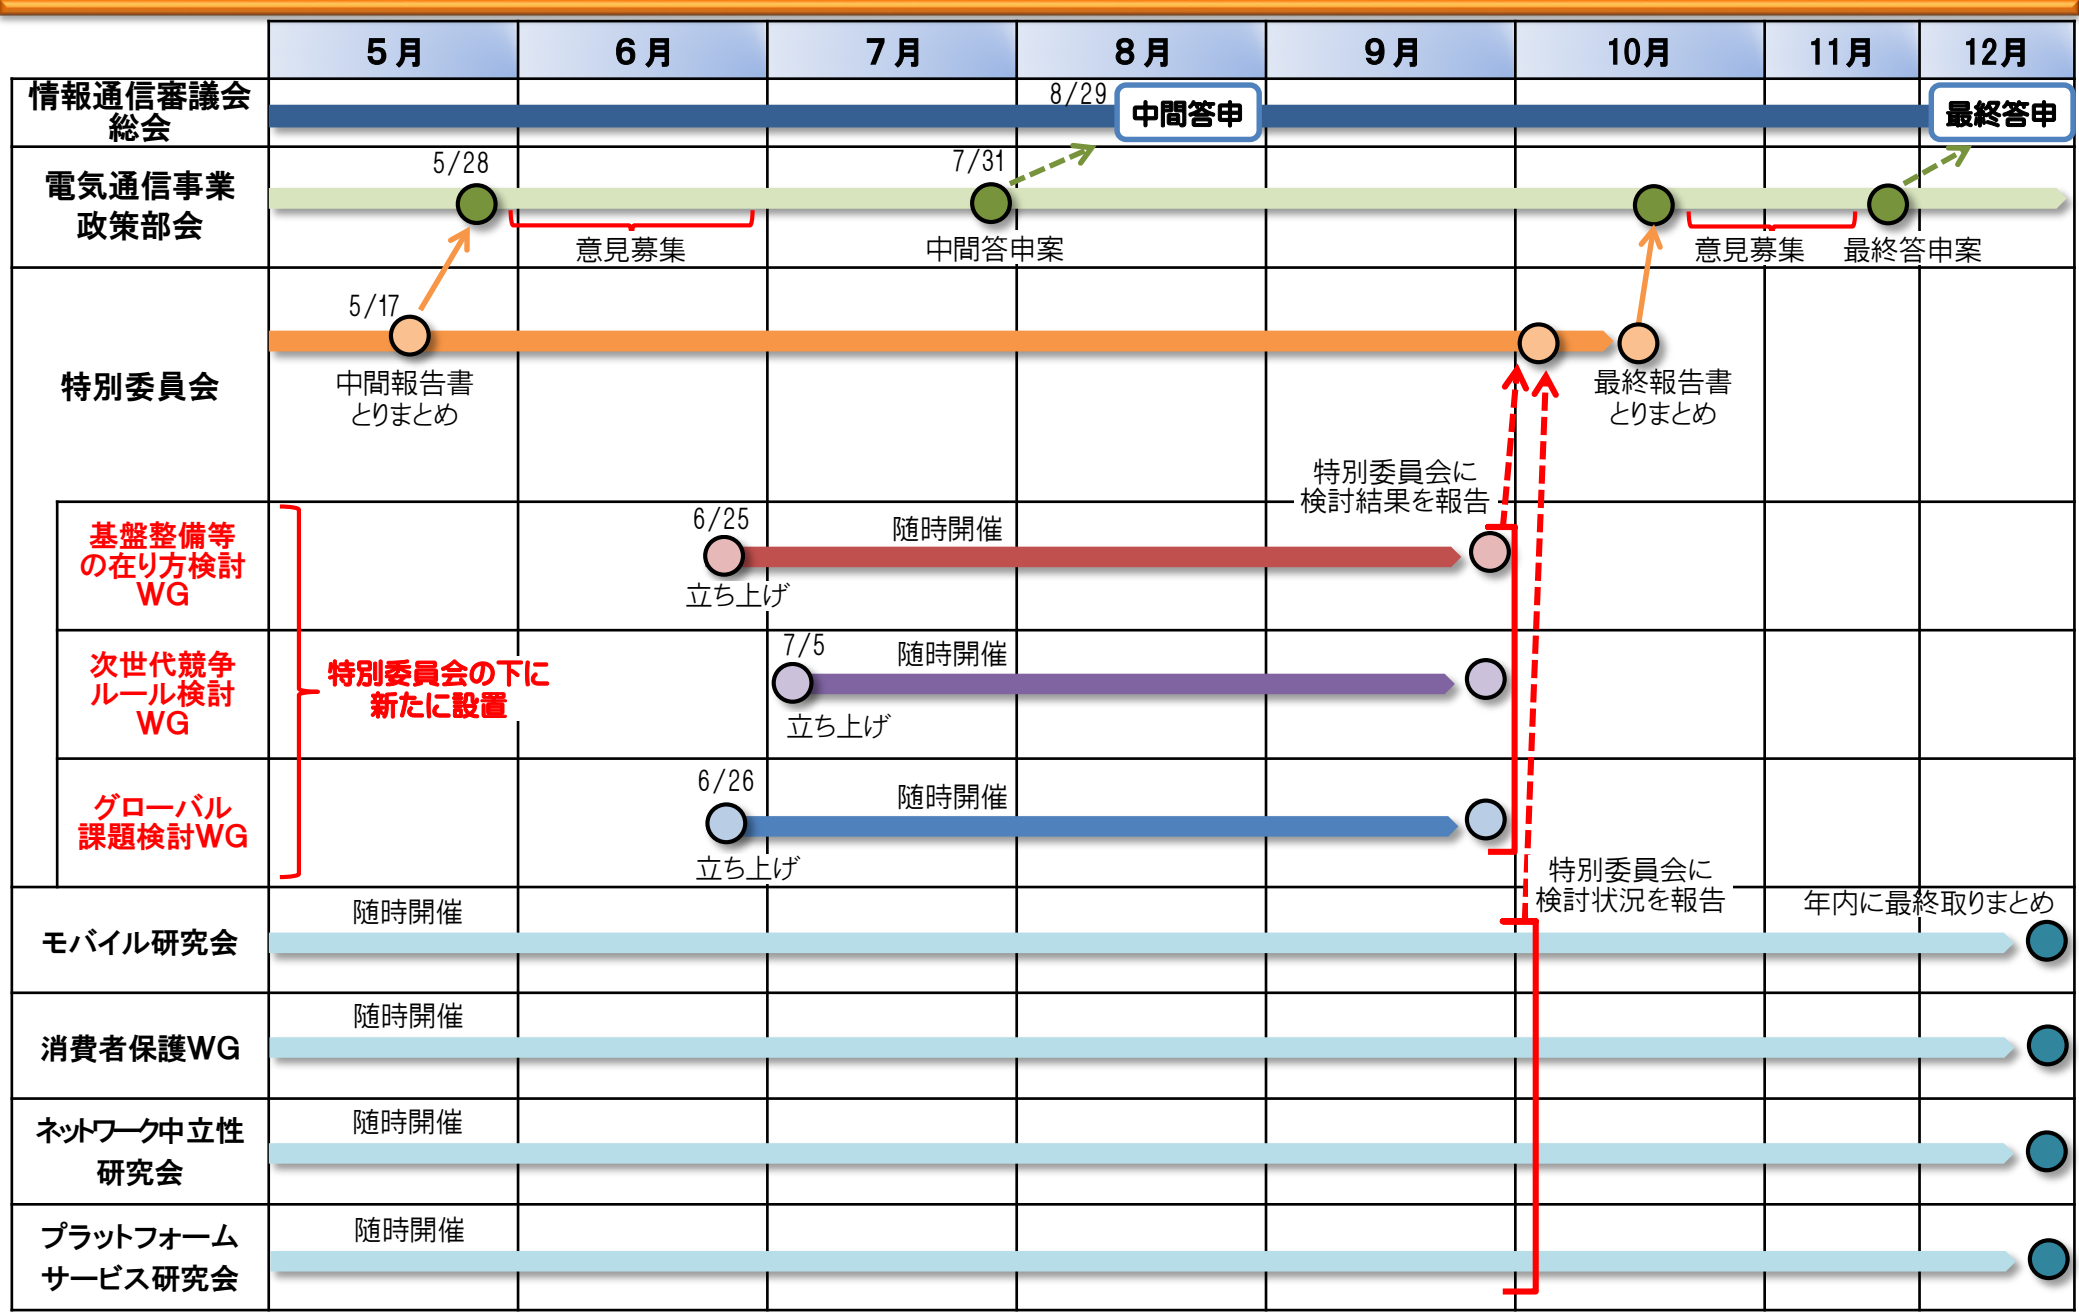 ５月 ６月 ７月 ８月 ９月 10月 11月 12月
情報通信審議会
総会
8/29
中間答申
最終答申
電気通信事業
政策部会
5/28
7/31
意見募集
中間答申案
意見募集
最終答申案
特別委員会
5/17
中間報告書
とりまとめ
最終報告書
とりまとめ
特別委員会に
検討結果を報告
基盤整備等
の在り方検討
WG
6/25
随時開催
立ち上げ
次世代競争
ルール検討
WG
特別委員会の下に
新たに設置
7/5
随時開催
立ち上げ
グローバル
課題検討WG
6/26
随時開催
立ち上げ
特別委員会に
検討状況を報告
モバイル研究会
随時開催
年内に最終取りまとめ
消費者保護WG
随時開催
ネットワーク中立性
研究会
随時開催
プラットフォーム
サービス研究会
随時開催